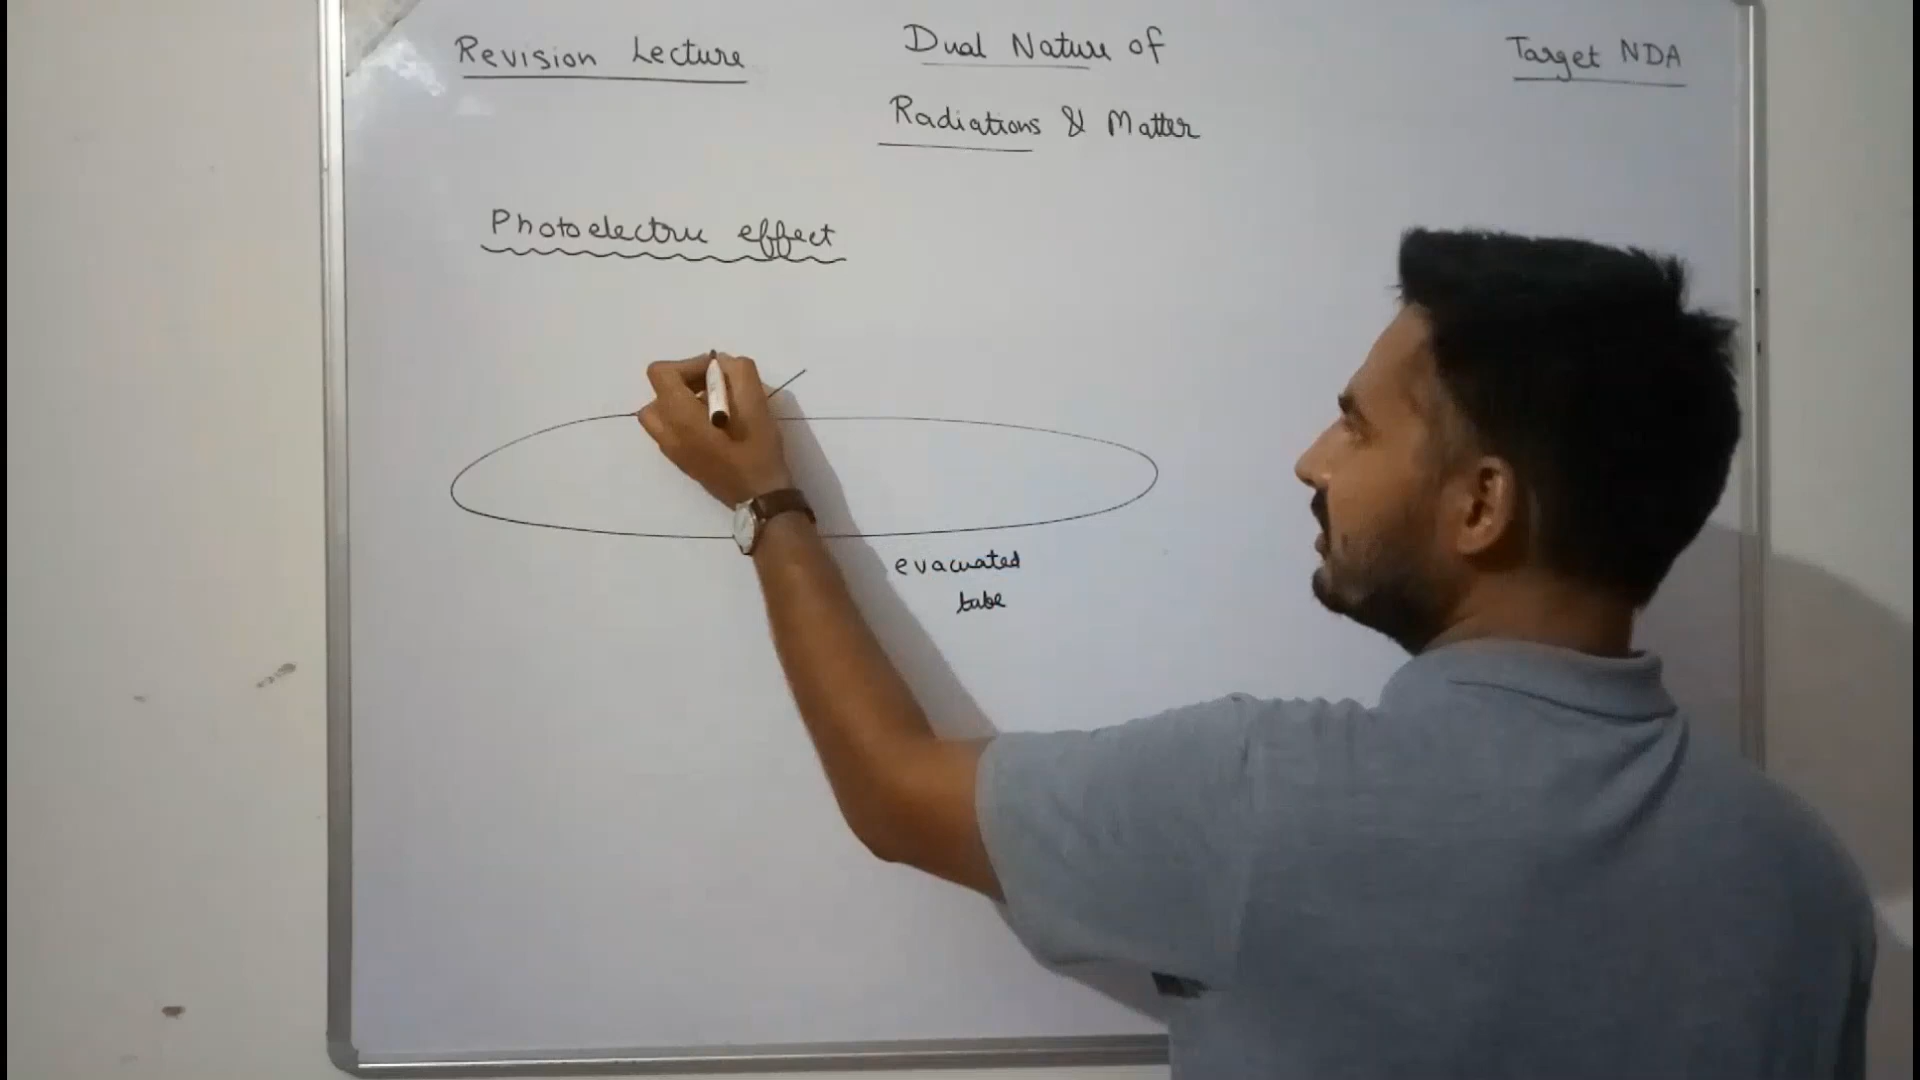 Revision Lecture
Dual Nature of
Radiations & Matter
Target NDA
Photoelectric effect
evacuated
tube